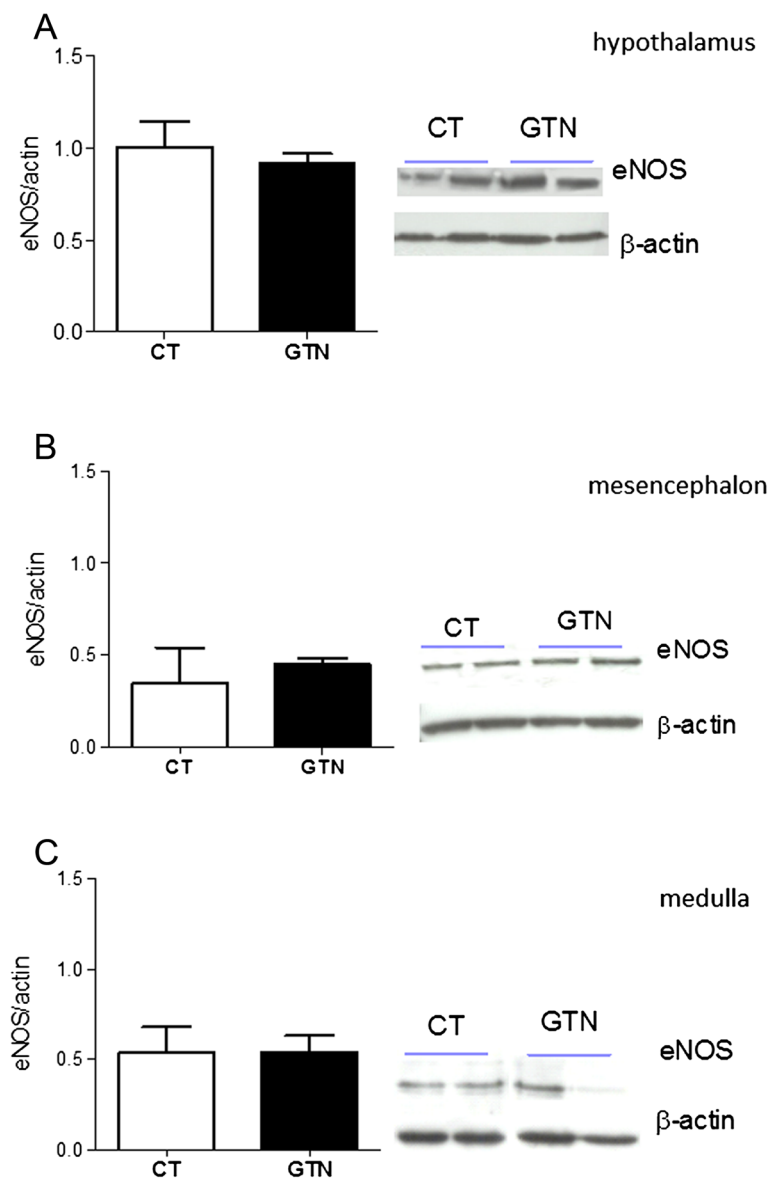 A
hypothalamus
1.5
1.0
0.5
0.0
eNOS/actin
CT
GTN
CT GTN
eNOS
β-actin
B
mesencephalon
1.5
1.0
0.5
0.0
eNOS/actin
CT
GTN
CT GTN
eNOS
β-actin
C
medulla
1.5
1.0
0.5
0.0
eNOS/actin
CT
GTN
CT GTN
eNOS
β-actin